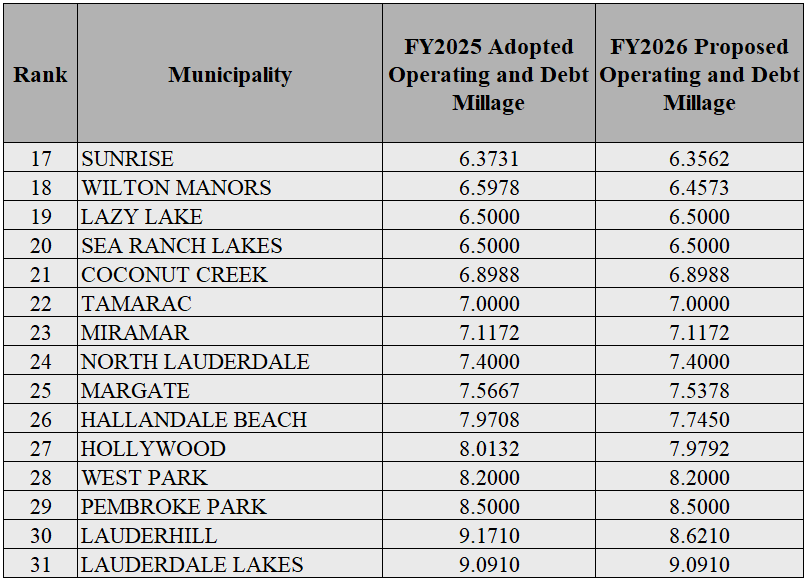 Rank Municipality FY2025 Adopted Operating and Debt Millage FY2026 Proposed Operating and Debt Millage
17 SUNRISE 6.3731 6.3562
18 WILTON MANORS 6.5978 6.4573
19 LAZY LAKE 6.5000 6.5000
20 SEA RANCH LAKES 6.5000 6.5000
21 COCONUT CREEK 6.8988 6.8988
22 TAMARAC 7.0000 7.0000
23 MIRAMAR 7.1172 7.1172
24 NORTH LAUDERDALE 7.4000 7.4000
25 MARGATE 7.5667 7.5378
26 HALLANDALE BEACH 7.9708 7.7450
27 HOLLYWOOD 8.0132 7.9792
28 WEST PARK 8.2000 8.2000
29 PEMBROKE PARK 8.5000 8.5000
30 LAUDERHILL 9.1710 8.6210
31 LAUDERDALE LAKES 9.0910 9.0910